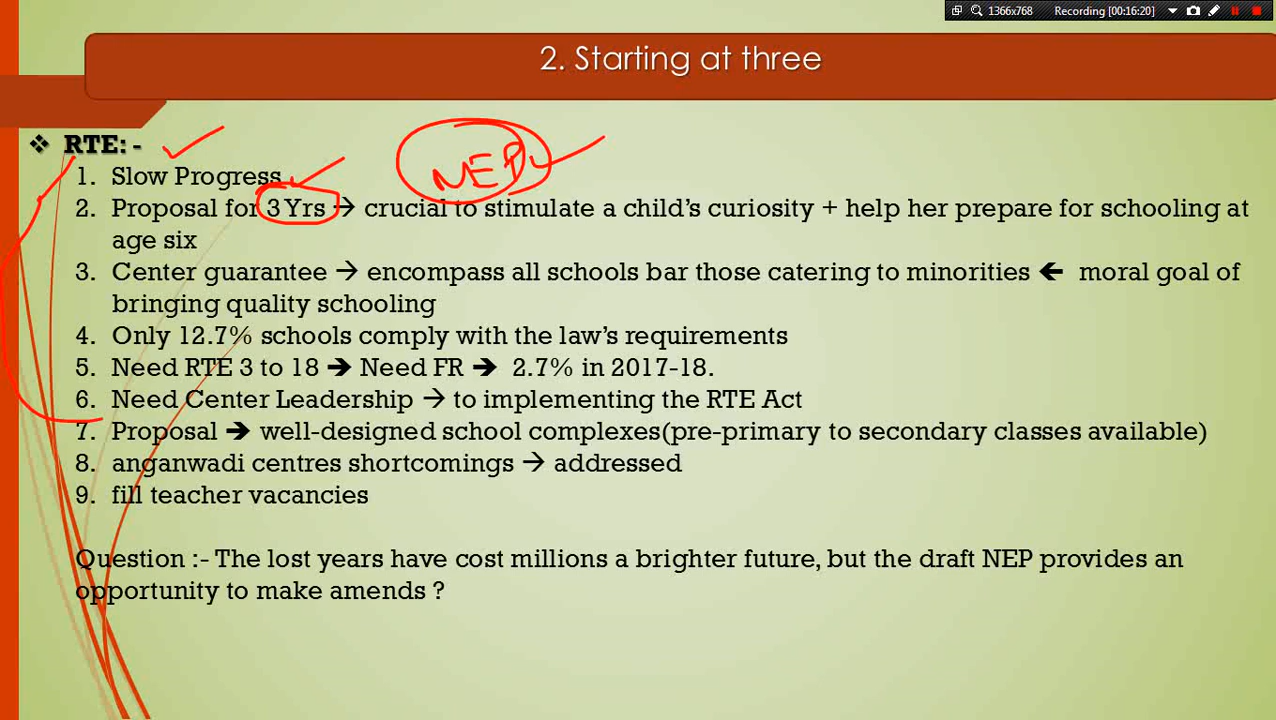 1366x768 Recording [00:16:20]
2. Starting at three
❖ RTE: -
NEP
1. Slow Progress
2. Proposal for 3 Yrs → crucial to stimulate a child's curiosity + help her prepare for schooling at
age six
3. Center guarantee → encompass all schools bar those catering to minorities 🡸 moral goal of
bringing quality schooling
4. Only 12.7% schools comply with the law's requirements
5. Need RTE 3 to 18 🡺 Need FR 🡺 2.7% in 2017-18.
6. Need Center Leadership → to implementing the RTE Act
7. Proposal 🡺 well-designed school complexes(pre-primary to secondary classes available)
8. anganwadi centres shortcomings → addressed
9. fill teacher vacancies
Question :- The lost years have cost millions a brighter future, but the draft NEP provides an
opportunity to make amends ?